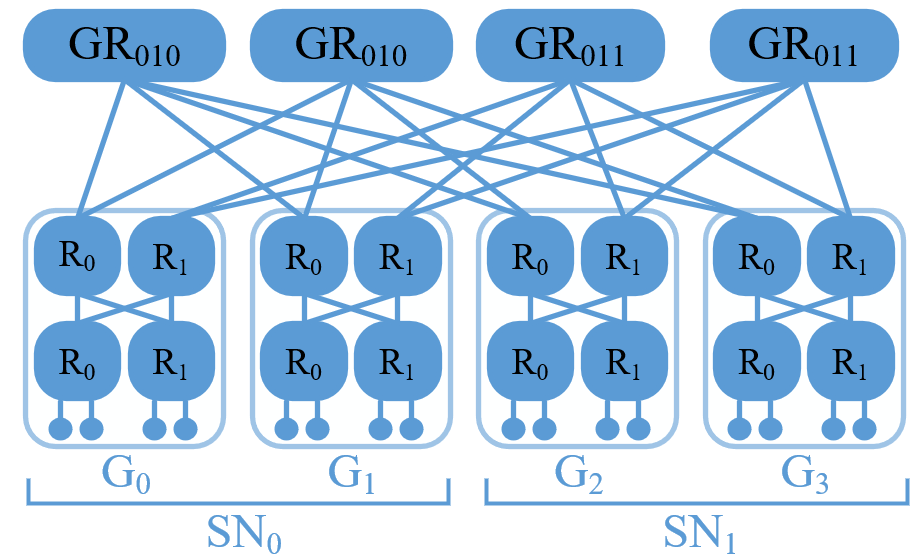 GR₀₁₀ GR₀₁₀ GR₀₁₁ GR₀₁₁
R₀ R₁ R₀ R₁ R₀ R₁ R₀ R₁
R₀ R₁ R₀ R₁ R₀ R₁ R₀ R₁
G₀ G₁ G₂ G₃
SN₀ SN₁